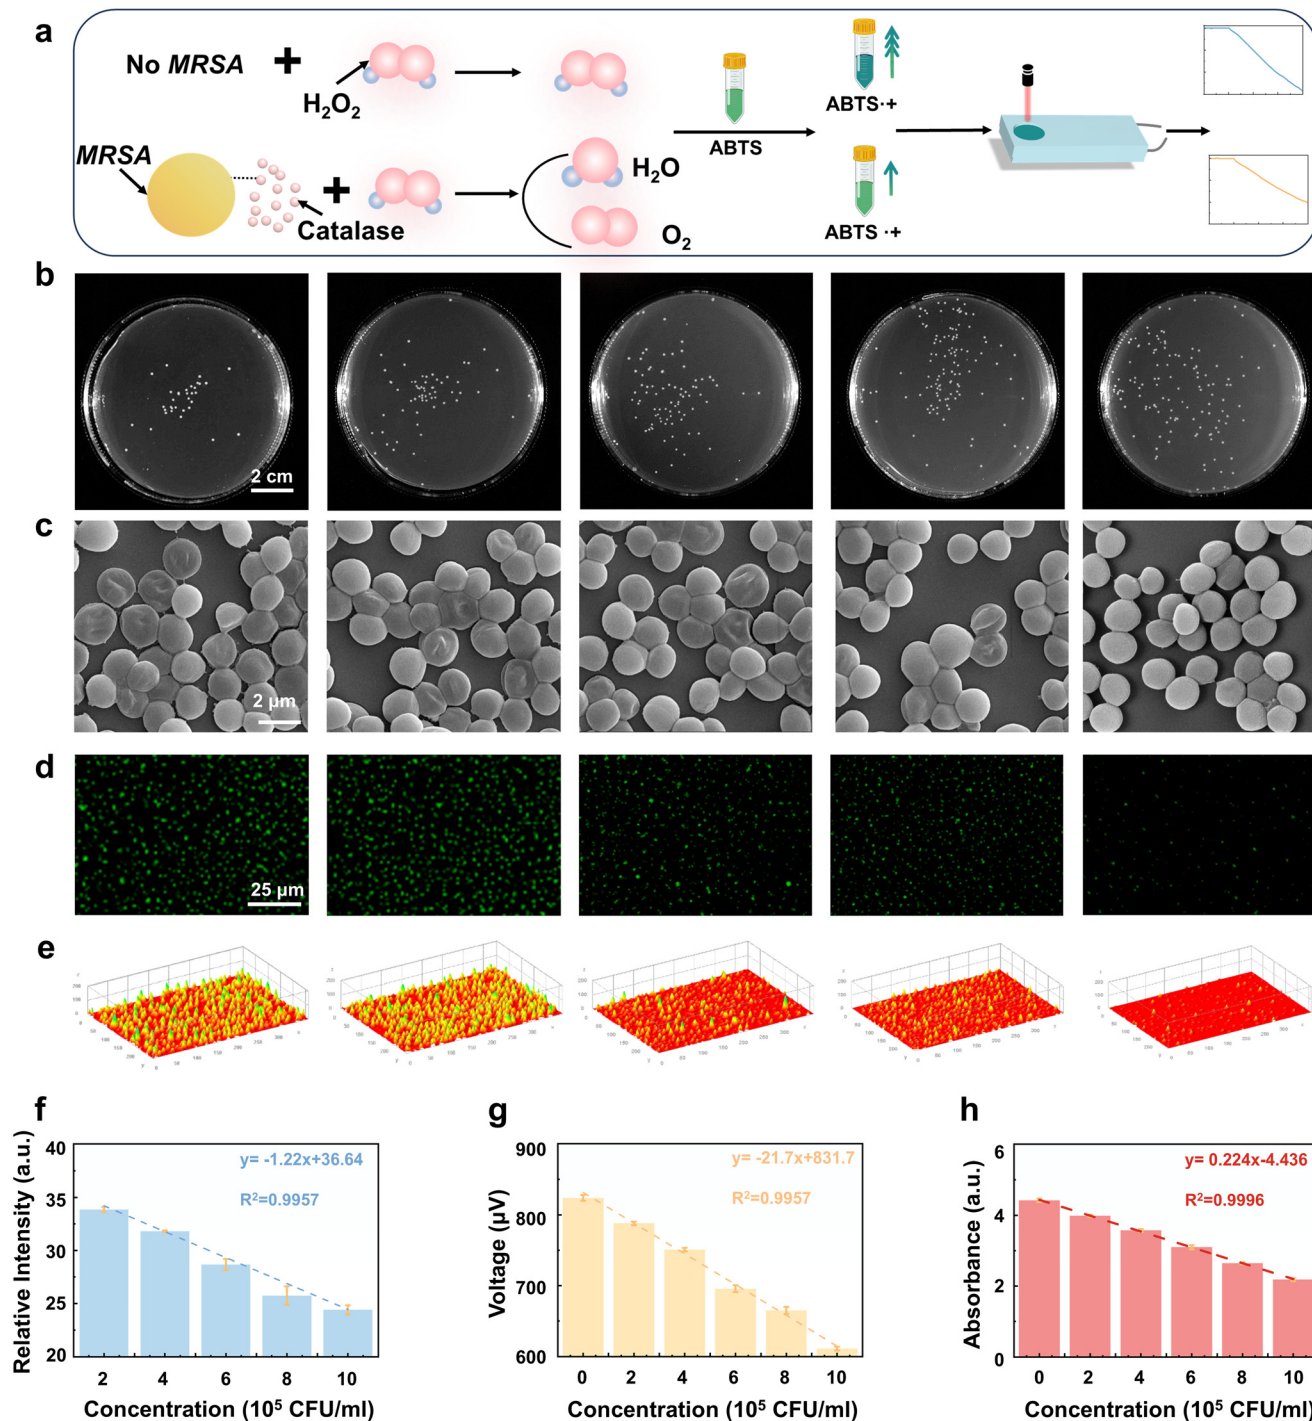 a
No MRSA
+
H₂O₂
MRSA
+
Catalase
H₂O
O₂
ABTS
ABTS·+
ABTS ·+
b
2 cm
c
2 μm
d
25 μm
e
f
Relative Intensity (a.u.)
40
35
30
25
20
y= -1.22x+36.64
R²=0.9957
2 4 6 8 10
Concentration (10⁵ CFU/ml)
g
Voltage (μV)
900
800
700
600
y= -21.7x+831.7
R²=0.9957
0 2 4 6 8 10
Concentration (10⁵ CFU/ml)
h
Absorbance (a.u.)
6
4
2
0
y= 0.224x-4.436
R²=0.9996
0 2 4 6 8 10
Concentration (10⁵ CFU/ml)